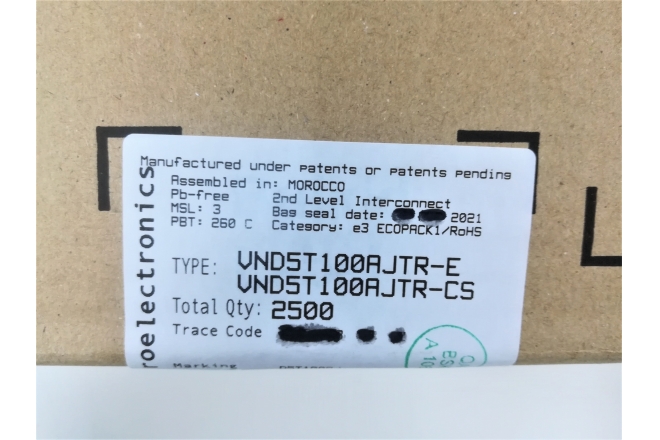 Manufactured under patents or patents pending
Assembled in: MOROCCO
Pb-free 2nd Level Interconnect
MSL: 3 Bag seal date: 2021
PBT: 260 C Category: e3 ECOPACK1/RoHS
TYPE: VND5T100AJTR-E
VND5T100AJTR-CS
Total Qty: 2500
Trace Code
Marking
roelectronics